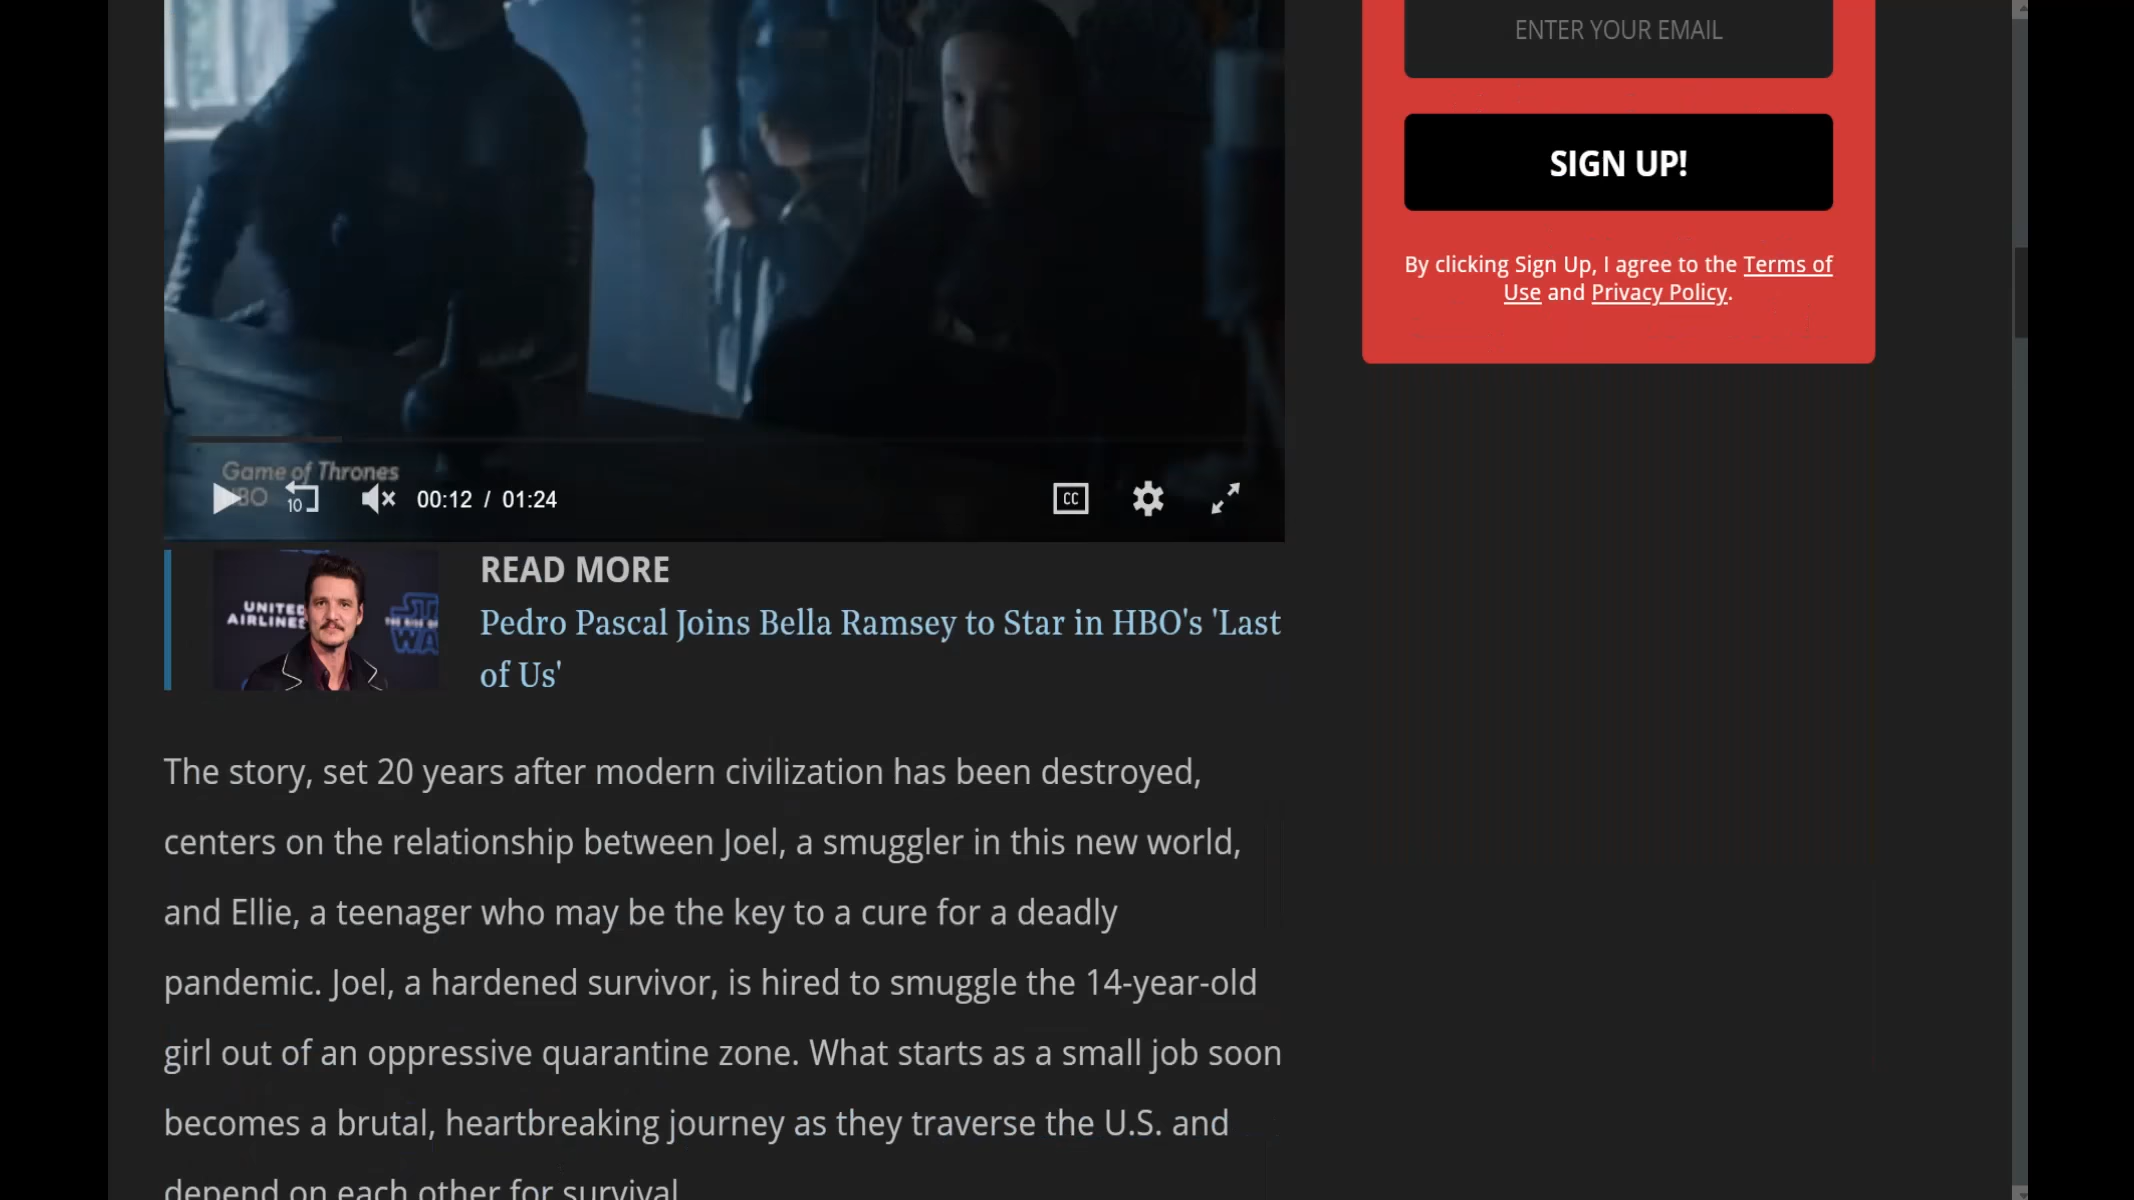 ENTER YOUR EMAIL
SIGN UP!
By clicking Sign Up, I agree to the Terms of
Use and Privacy Policy.
Game of Thrones
HBO
10
00:12 / 01:24
CC
UNITED
AIRLINES
READ MORE
Pedro Pascal Joins Bella Ramsey to Star in HBO's 'Last
of Us'
The story, set 20 years after modern civilization has been destroyed,
centers on the relationship between Joel, a smuggler in this new world,
and Ellie, a teenager who may be the key to a cure for a deadly
pandemic. Joel, a hardened survivor, is hired to smuggle the 14-year-old
girl out of an oppressive quarantine zone. What starts as a small job soon
becomes a brutal, heartbreaking journey as they traverse the U.S. and
depend on each other for survival